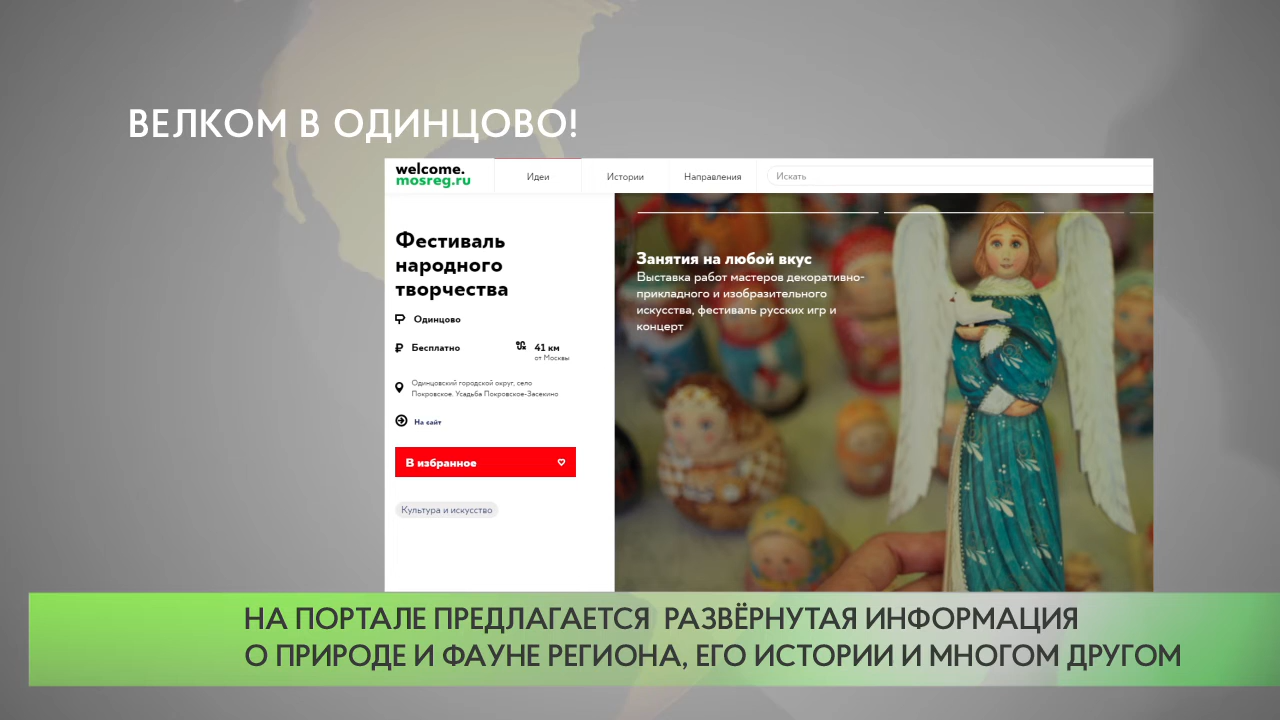 ВЕЛКОМ В ОДИНЦОВО!
welcome.
mosreg.ru
Идеи
Истории
Направления
Искать
Фестиваль
народного
творчества
Одинцово
Бесплатно
41 км
от Москвы
Одинцовский городской округ, село
Покровское. Усадьба Покровское-Засекино
На сайт
В избранное
Культура и искусство
Занятия на любой вкус
Выставка работ мастеров декоративно-
прикладного и изобразительного
искусства, фестиваль русских игр и
концерт
НА ПОРТАЛЕ ПРЕДЛАГАЕТСЯ РАЗВЁРНУТАЯ ИНФОРМАЦИЯ
О ПРИРОДЕ И ФАУНЕ РЕГИОНА, ЕГО ИСТОРИИ И МНОГОМ ДРУГОМ